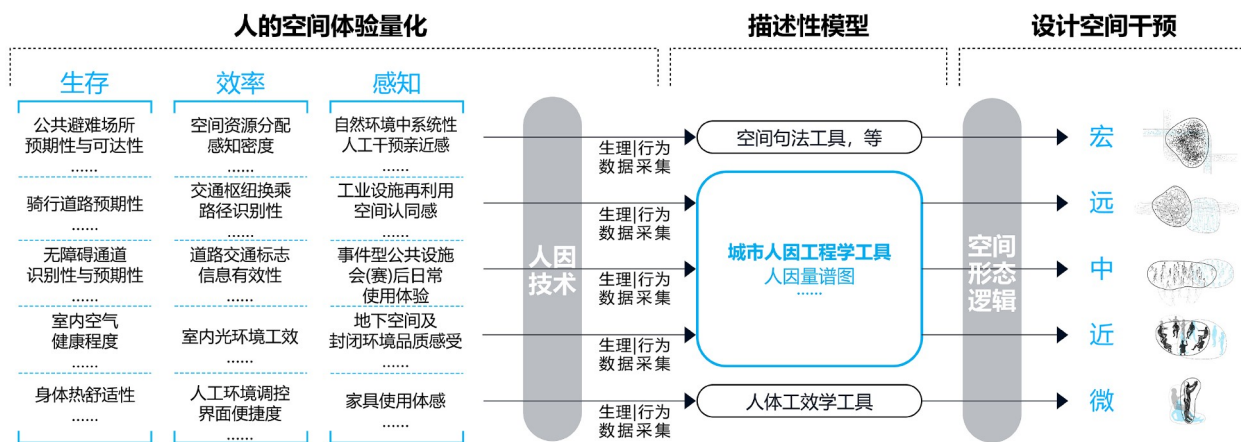 人的空间体验量化
描述性模型
设计空间干预
生存
效率
感知
公共避难场所
预期性与可达性
……
空间资源分配
感知密度
……
自然环境中系统性
人工干预亲近感
……
生理|行为
数据采集
空间句法工具，等
宏
骑行道路预期性
……
交通枢纽换乘
路径识别性
……
工业设施再利用
空间认同感
……
生理|行为
数据采集
远
无障碍通道
识别性与预期性
……
道路交通标志
信息有效性
……
事件型公共设施
会(赛)后日常
使用体验
……
人因
技术
生理|行为
数据采集
城市人因工程学工具
人因量谱图
……
空间
形态
逻辑
中
室内空气
健康程度
……
室内光环境工效
……
地下空间及
封闭环境品质感受
……
生理|行为
数据采集
近
身体热舒适性
……
人工环境调控
界面便捷度
……
家具使用体感
……
生理|行为
数据采集
人体工效学工具
微